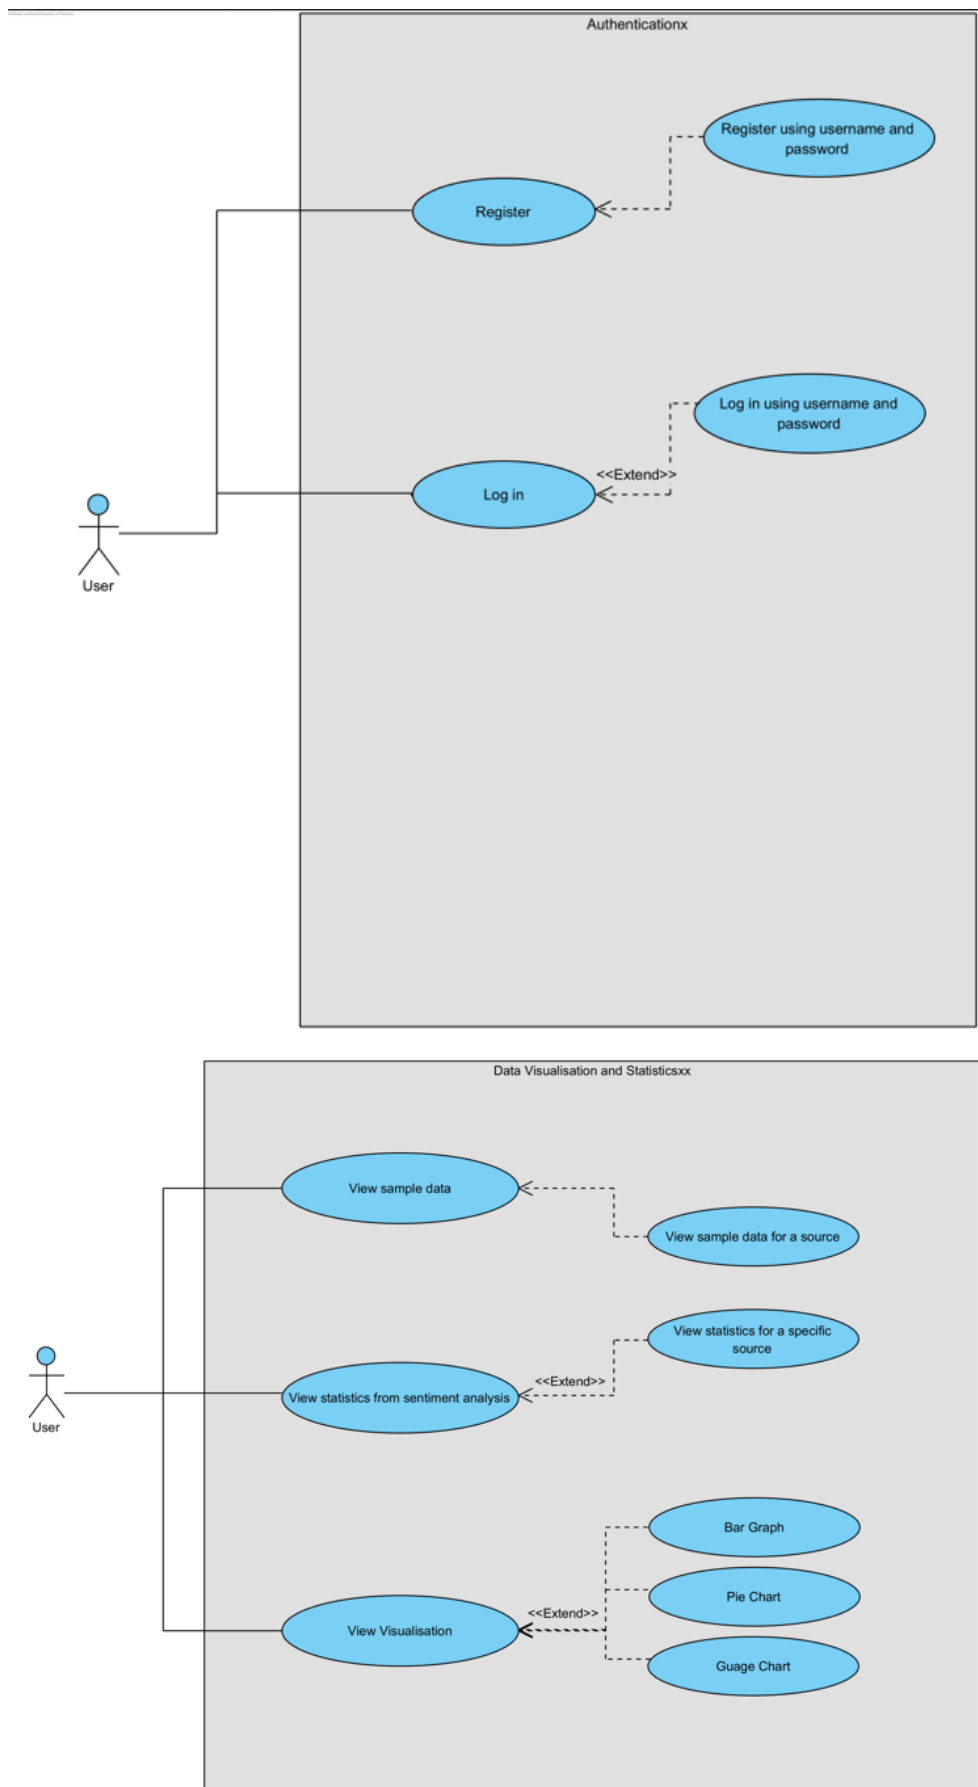 Authenticationx
Register using username and
password
Register
Log in using username and
password
<<Extend>>
Log in
User
Data Visualisation and Statisticsxx
View sample data
View sample data for a source
View statistics for a specific
source
<<Extend>>
View statistics from sentiment analysis
User
Bar Graph
Pie Chart
<<Extend>>
View Visualisation
Guage Chart